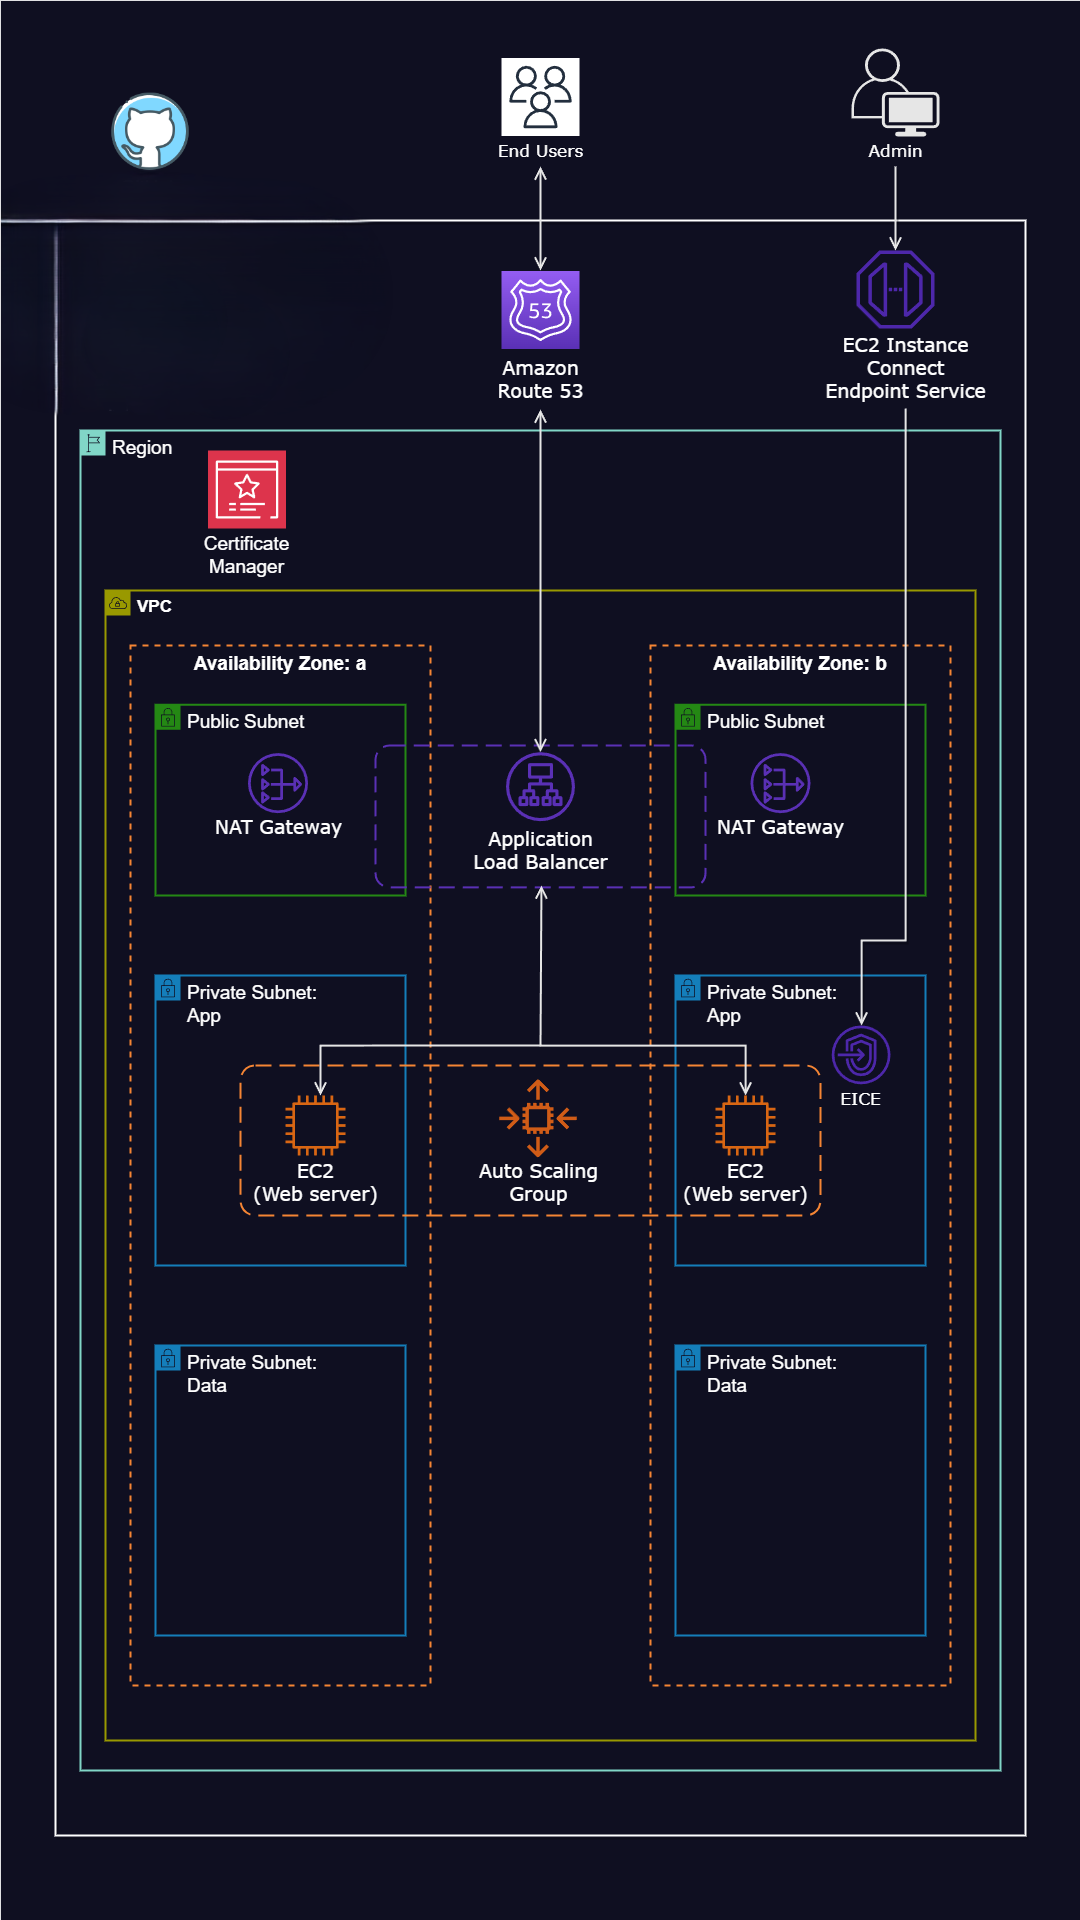 End Users
Admin
53
Amazon
Route 53
EC2 Instance
Connect
Endpoint Service
Region
Certificate
Manager
VPC
Availability Zone: a
Availability Zone: b
Public Subnet
Public Subnet
NAT Gateway
Application
Load Balancer
NAT Gateway
Private Subnet:
App
Private Subnet:
App
EICE
EC2
(Web server)
Auto Scaling
Group
EC2
(Web server)
Private Subnet:
Data
Private Subnet:
Data